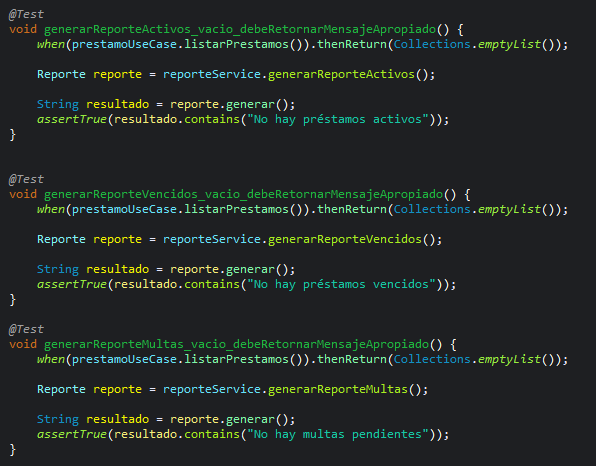 @Test
void generarReporteActivos_vacio_debeRetornarMensajeApropiado() {
    when(prestamoUseCase.listarPrestamos()).thenReturn(Collections.emptyList());

    Reporte reporte = reporteService.generarReporteActivos();

    String resultado = reporte.generar();
    assertTrue(resultado.contains("No hay préstamos activos"));
}

@Test
void generarReporteVencidos_vacio_debeRetornarMensajeApropiado() {
    when(prestamoUseCase.listarPrestamos()).thenReturn(Collections.emptyList());

    Reporte reporte = reporteService.generarReporteVencidos();

    String resultado = reporte.generar();
    assertTrue(resultado.contains("No hay préstamos vencidos"));
}

@Test
void generarReporteMultas_vacio_debeRetornarMensajeApropiado() {
    when(prestamoUseCase.listarPrestamos()).thenReturn(Collections.emptyList());

    Reporte reporte = reporteService.generarReporteMultas();

    String resultado = reporte.generar();
    assertTrue(resultado.contains("No hay multas pendientes"));
}